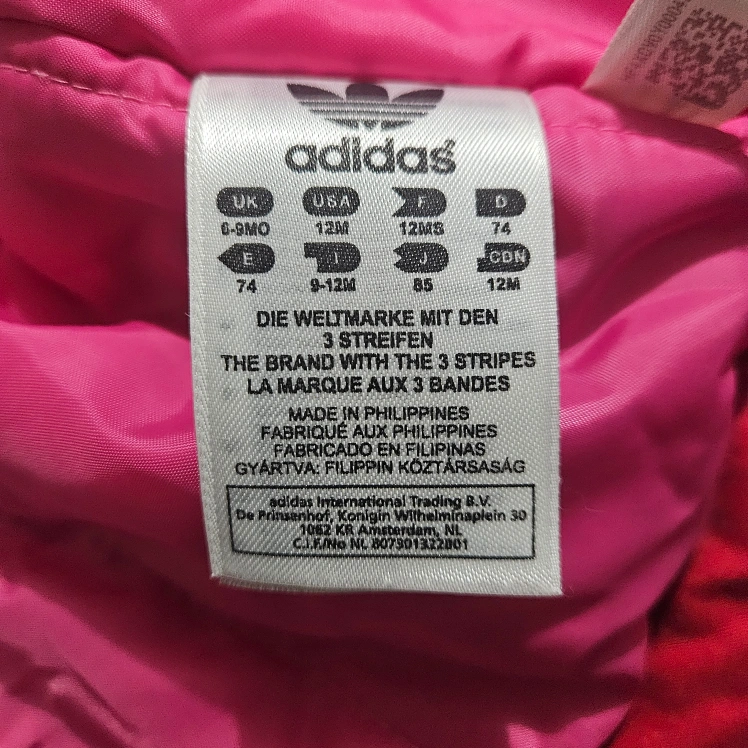 adidas
UK USA F D
6-9MO 12M 12MS 74
E I J CDN
74 9-12M 85 12M
DIE WELTMARKE MIT DEN
3 STREIFEN
THE BRAND WITH THE 3 STRIPES
LA MARQUE AUX 3 BANDES
MADE IN PHILIPPINES
FABRIQUÉ AUX PHILIPPINES
FABRICADO EN FILIPINAS
GYÁRTVA: FILIPPIN KÖZTÁRSASÁG
adidas International Trading B.V.
De Prinsenhof, Konigin Wilhelminaplein 30
1062 KR Amsterdam, NL
C.I.F./No NL 807901322B01